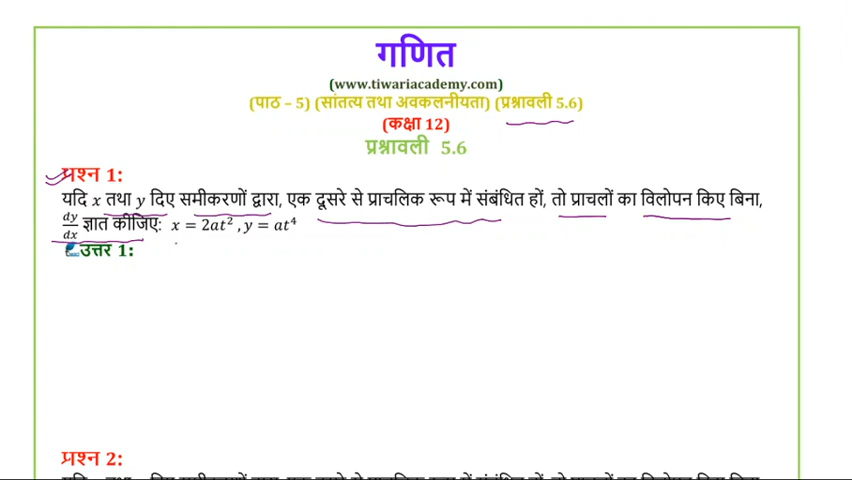 गणित
(www.tiwariacademy.com)
(पाठ – 5) (सांतत्य तथा अवकलनीयता) (प्रश्नावली 5.6)
(कक्षा 12)
प्रश्नावली 5.6
प्रश्न 1:
यदि x तथा y दिए समीकरणों द्वारा, एक दूसरे से प्राचलिक रूप में संबंधित हों, तो प्राचलों का विलोपन किए बिना,
dy/dx ज्ञात कीजिए: x = 2at², y = at⁴
उत्तर 1:
प्रश्न 2: